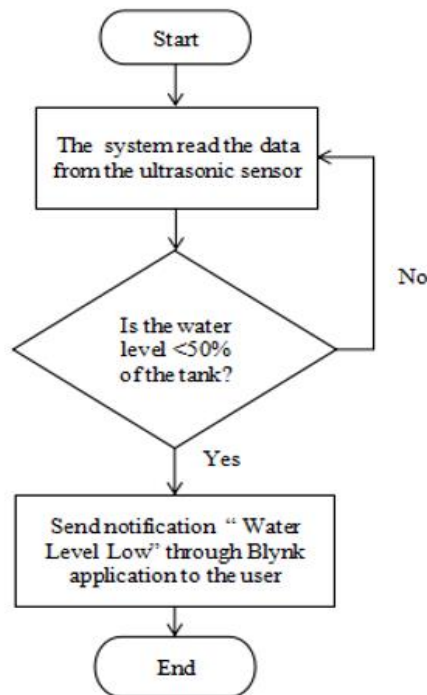 Start
The system read the data
from the ultrasonic sensor
No
Is the water
level <50%
of the tank?
Yes
Send notification “ Water
Level Low” through Blynk
application to the user
End